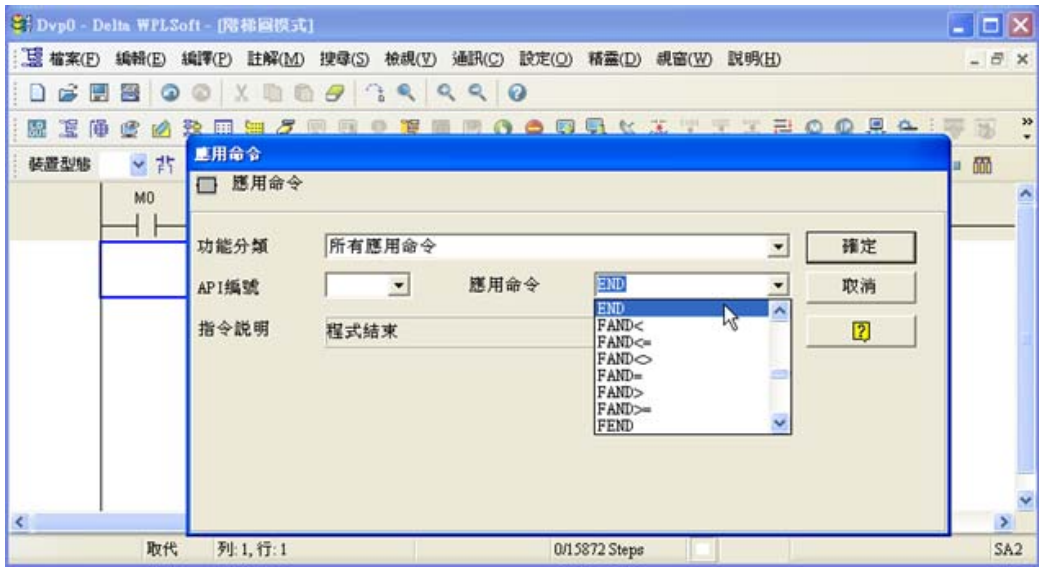 Dvp0 - Delta WPLSoft - [階梯圖模式]
檔案(F) 編輯(E) 編譯(P) 註解(M) 搜尋(S) 檢視(V) 通訊(C) 設定(O) 精靈(D) 視窗(W) 說明(H)
裝置型態
M0
應用命令
應用命令
功能分類 所有應用命令 確定
API編號 應用命令 END 取消
指令說明 程式結束
END
FAND<
FAND<=
FAND<>
FAND=
FAND>
FAND>=
FEND
取代 列: 1, 行: 1 0/15872 Steps SA2